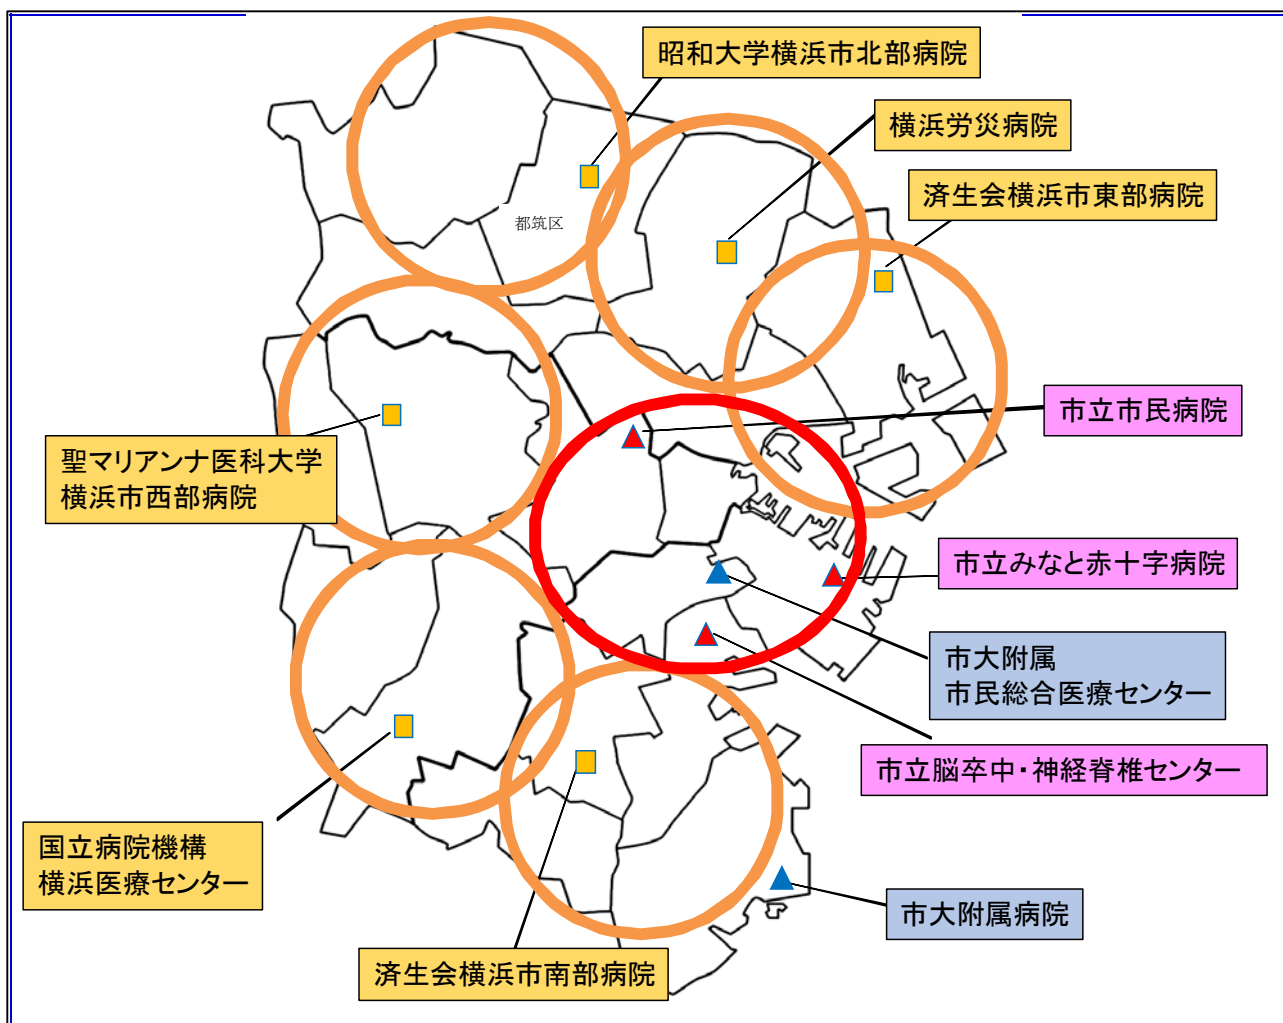 昭和大学横浜市北部病院
横浜労災病院
済生会横浜市東部病院
都筑区
市立市民病院
聖マリアンナ医科大学
横浜市西部病院
市立みなと赤十字病院
市大附属
市民総合医療センター
市立脳卒中・神経脊椎センター
国立病院機構
横浜医療センター
市大附属病院
済生会横浜市南部病院